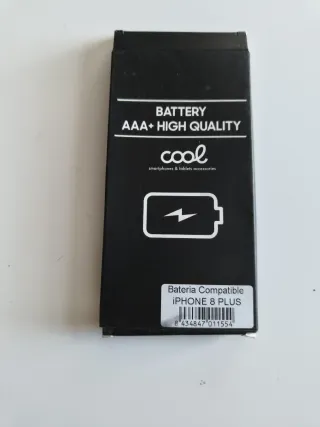 BATTERY
AAA+ HIGH QUALITY
cool
smartphones & tablets accessories
Bateria Compatible
iPHONE 8 PLUS
8 434847 011554